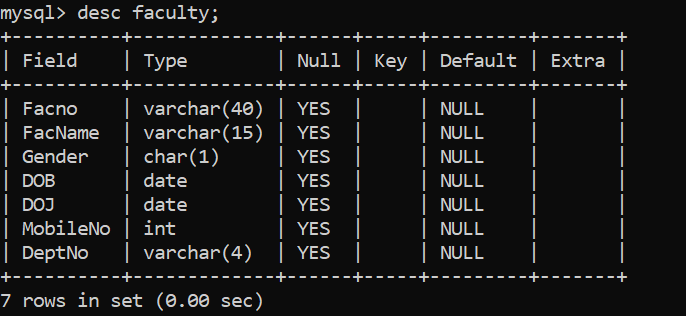 mysql> desc faculty;
+----------+-------------+------+-----+---------+-------+
| Field    | Type        | Null | Key | Default | Extra |
+----------+-------------+------+-----+---------+-------+
| Facno    | varchar(40) | YES  |     | NULL    |       |
| FacName  | varchar(15) | YES  |     | NULL    |       |
| Gender   | char(1)     | YES  |     | NULL    |       |
| DOB      | date        | YES  |     | NULL    |       |
| DOJ      | date        | YES  |     | NULL    |       |
| MobileNo | int         | YES  |     | NULL    |       |
| DeptNo   | varchar(4)  | YES  |     | NULL    |       |
+----------+-------------+------+-----+---------+-------+
7 rows in set (0.00 sec)